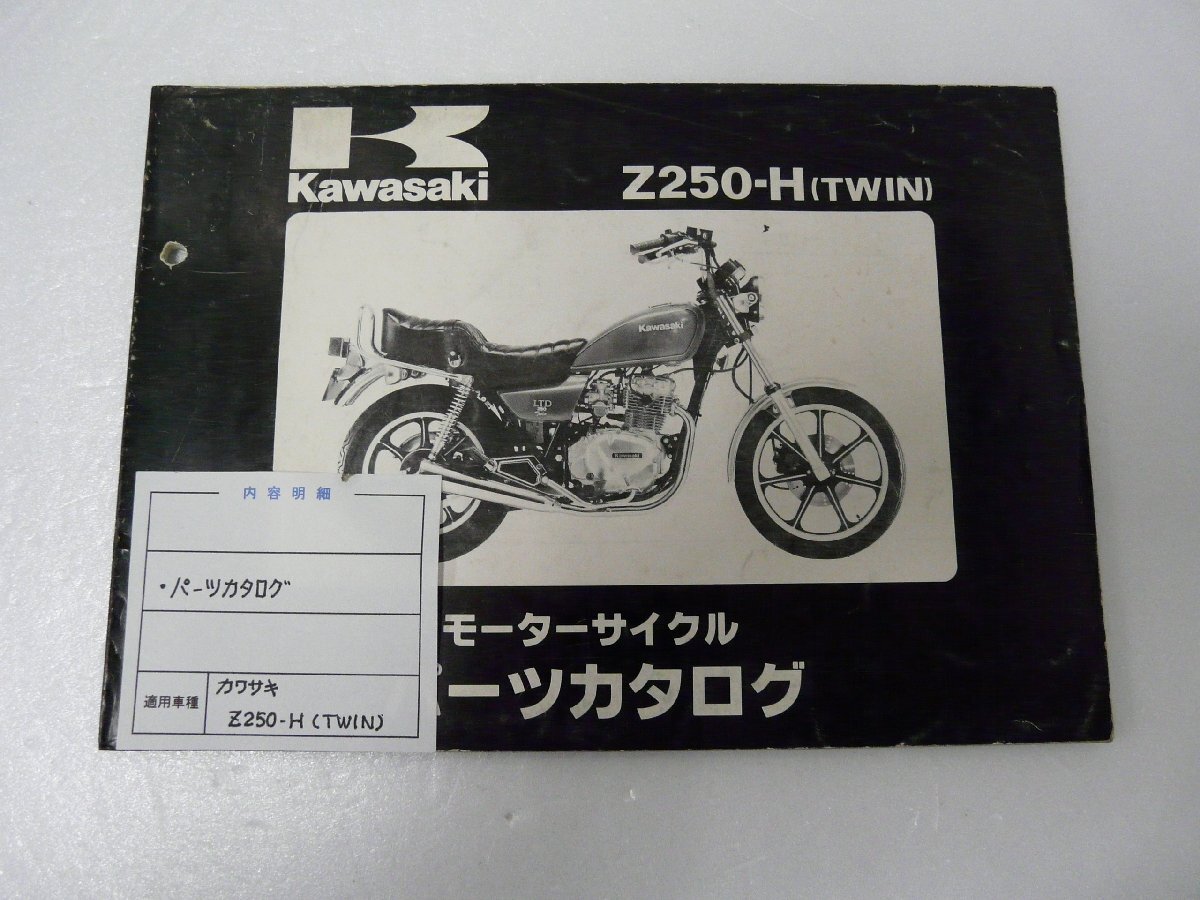 Kawasaki
Z250-H(TWIN)
Kawasaki
LTD
Kawasaki
モーターサイクル
パーツカタログ
内容明細
・パーツカタログ
適用車種
カワサキ
Z250-H(TWIN)